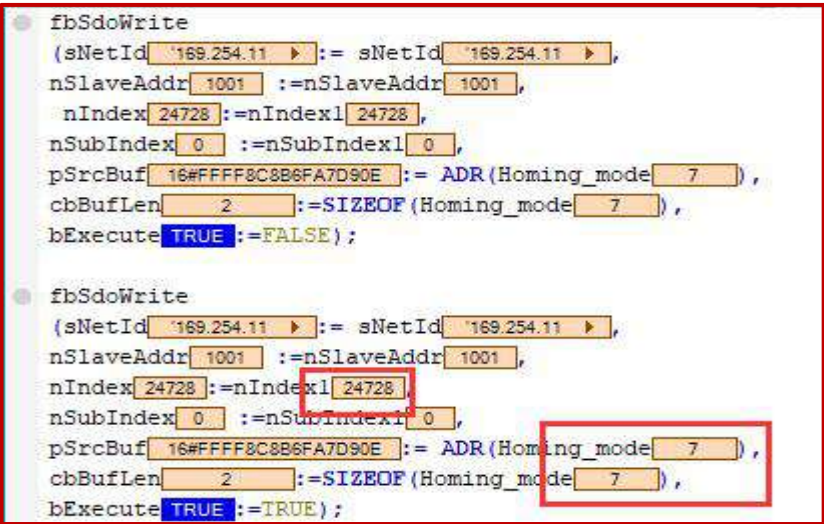 fbSdoWrite
(sNetId '169.254.11 := sNetId '169.254.11 ,
nSlaveAddr 1001 :=nSlaveAddr 1001 ,
nIndex 24728 :=nIndex1 24728 ,
nSubIndex 0 :=nSubIndex1 0 ,
pSrcBuf 16#FFFF8C8B6FA7D90E := ADR(Homing_mode 7 ),
cbBufLen 2 :=SIZEOF(Homing_mode 7 ),
bExecute TRUE :=FALSE);
fbSdoWrite
(sNetId '169.254.11 := sNetId '169.254.11 ,
nSlaveAddr 1001 :=nSlaveAddr 1001 ,
nIndex 24728 :=nIndex1 24728 ,
nSubIndex 0 :=nSubIndex1 0 ,
pSrcBuf 16#FFFF8C8B6FA7D90E := ADR(Homing_mode 7 ),
cbBufLen 2 :=SIZEOF(Homing_mode 7 ),
bExecute TRUE :=TRUE);